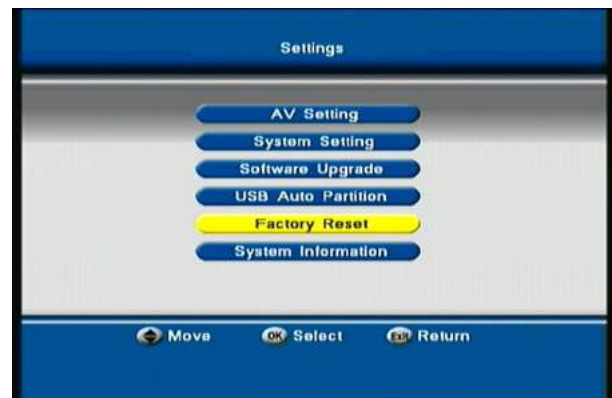 Settings
AV Setting
System Setting
Software Upgrade
USB Auto Partition
Factory Reset
System Information
Move OK Select Exit Return